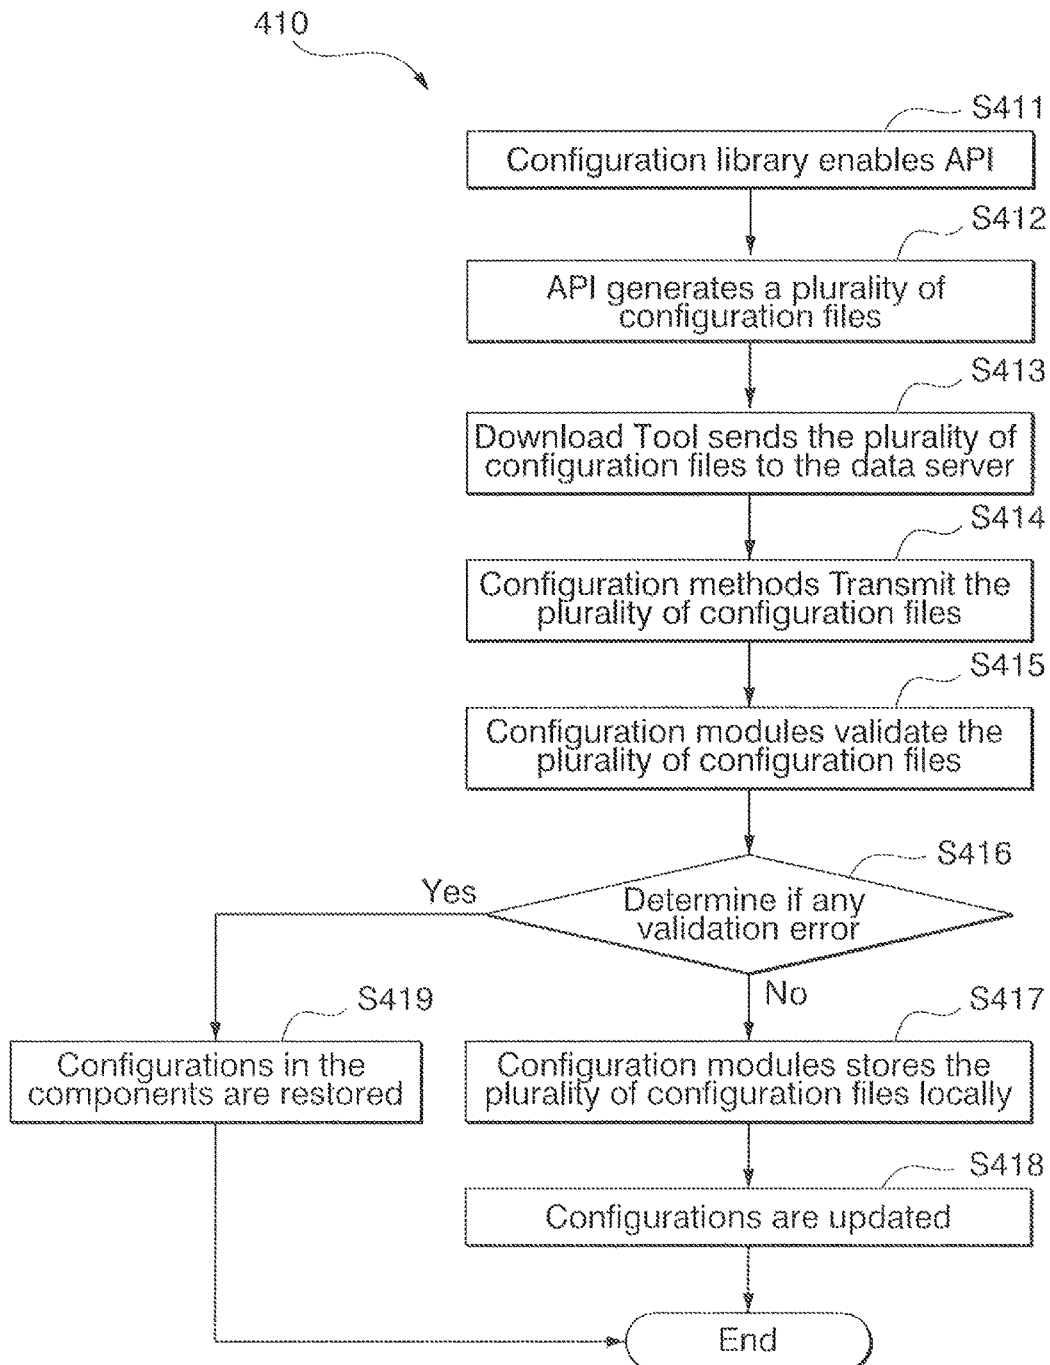 410
S411
Configuration library enables API
S412
API generates a plurality of
configuration files
S413
Download Tool sends the plurality of
configuration files to the data server
S414
Configuration methods Transmit the
plurality of configuration files
S415
Configuration modules validate the
plurality of configuration files
S416
Yes
Determine if any
validation error
No
S419
S417
Configurations in the
components are restored
Configuration modules stores the
plurality of configuration files locally
S418
Configurations are updated
End